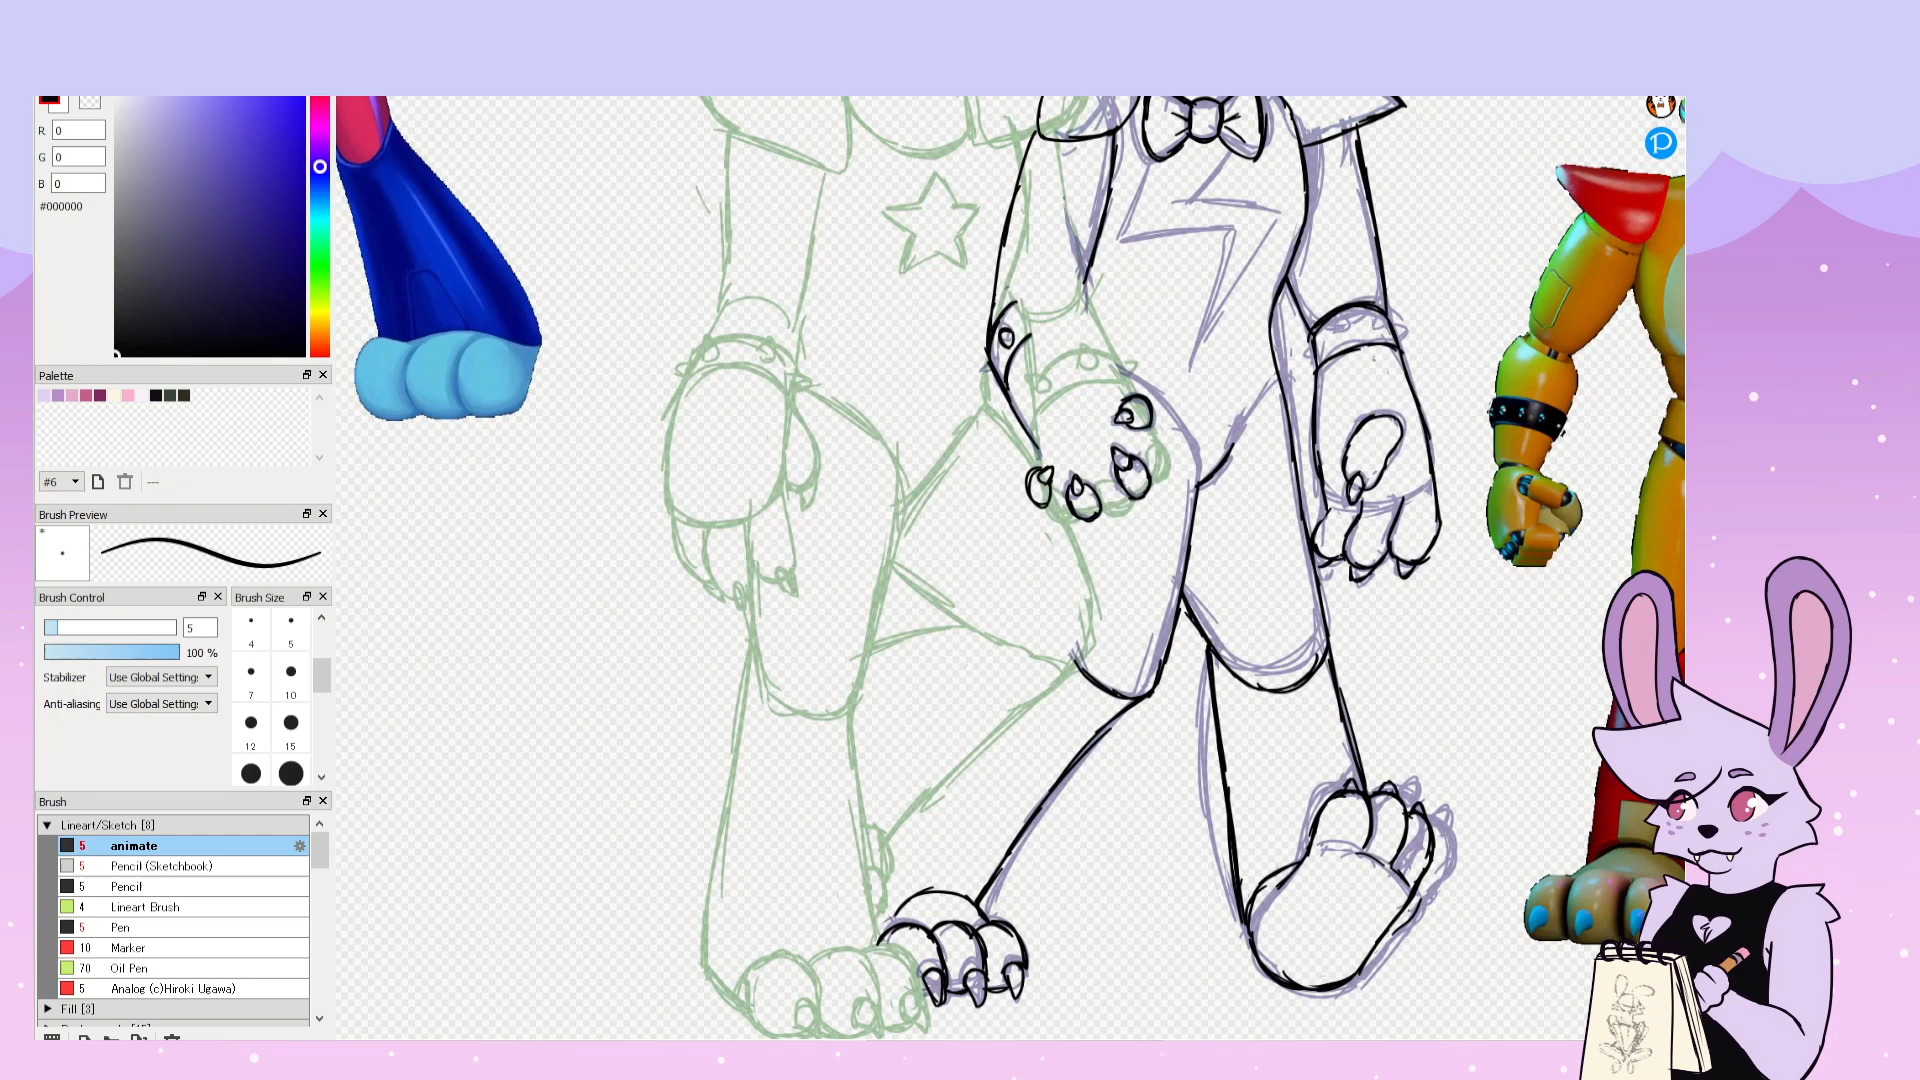 R 0
G 0
B 0
#000000
Palette
#6
---
Brush Preview
*
Brush Control
Brush Size
5
100 %
Stabilizer
Use Global Setting
Anti-aliasing
Use Global Setting
4 5
7 10
12 15
Brush
Lineart/Sketch [8]
5 animate
5 Pencil (Sketchbook)
5 Pencil
4 Lineart Brush
5 Pen
10 Marker
70 Oil Pen
5 Analog (c)Hiroki Ugawa)
Fill [3]
P